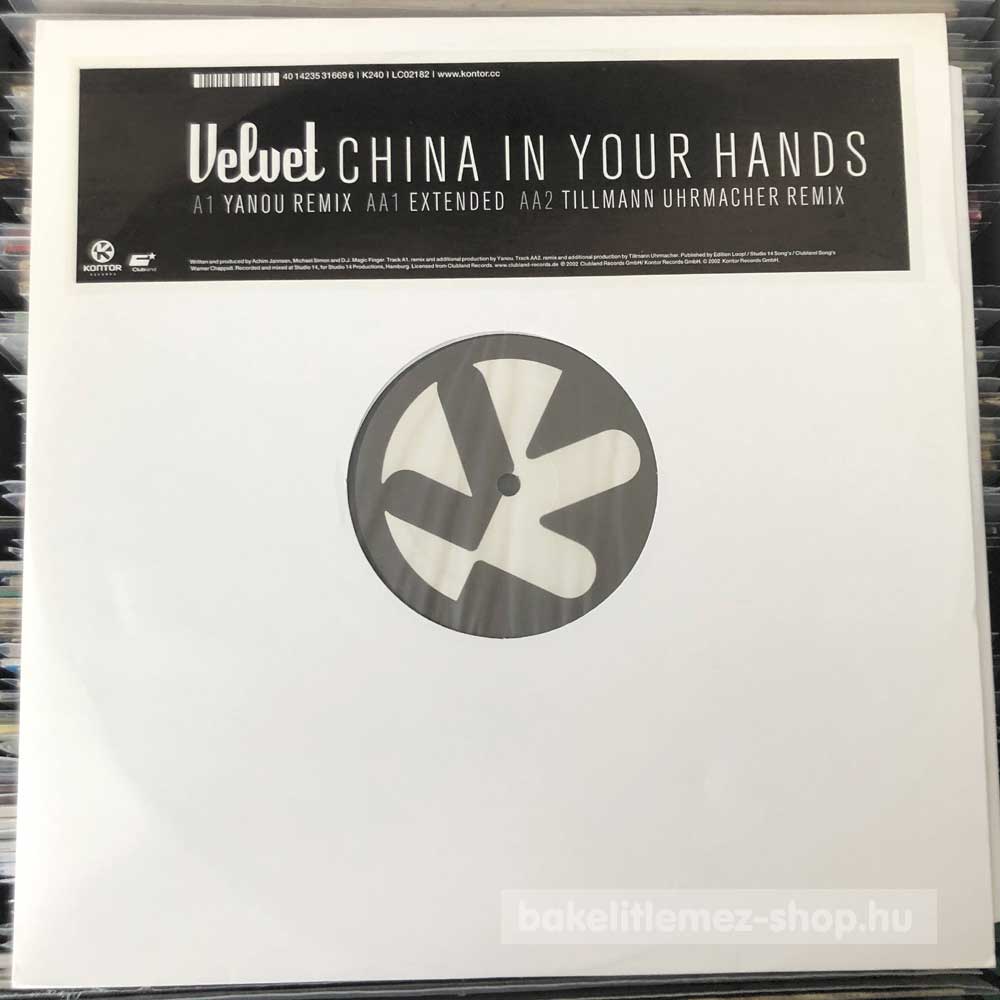 40 14235 31669 6 | K240 | LC02182 | www.kontor.cc
Velvet CHINA IN YOUR HANDS
A1 YANOU REMIX AA1 EXTENDED AA2 TILLMANN UHRMACHER REMIX
KONTOR
RECORDS
Clubland
Written and produced by Achim Jannsen, Michael Simon and D.J. Magic Finger. Track A1. remix and additional production by Yanou. Track AA2. remix and additional production by Tillmann Uhrmacher. Published by Edition Loop! / Studio 14 Song's / Clubland Song's
Warner Chappell. Recorded and mixed at Studio 14, for Studio 14 Productions, Hamburg. Licensed from Clubland Records. www.clubland-records.de ℗ 2002 Clubland Records GmbH/ Kontor Records GmbH. © 2002 Kontor Records GmbH.
bakelitlemez-shop.hu